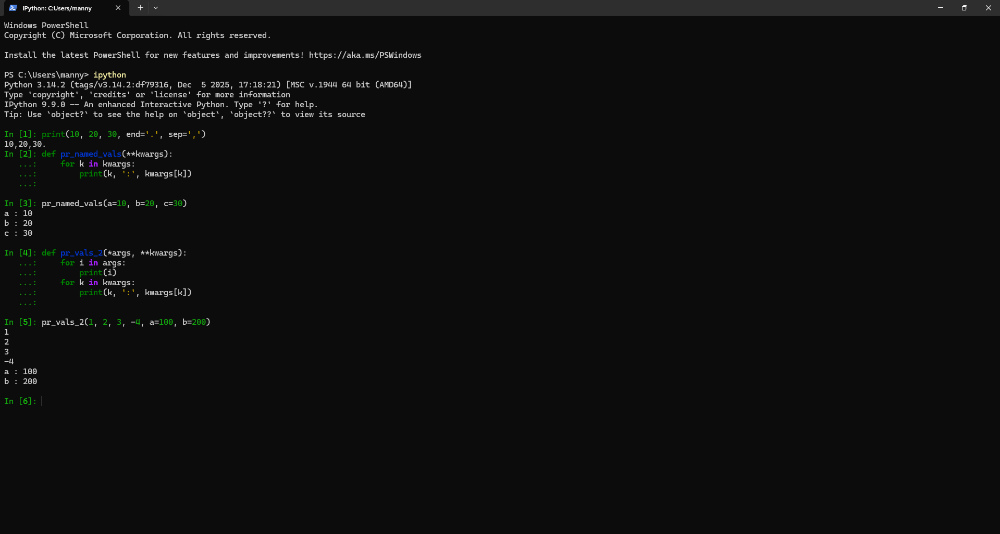 IPython: C:Users/manny
Windows PowerShell
Copyright (C) Microsoft Corporation. All rights reserved.
Install the latest PowerShell for new features and improvements! https://aka.ms/PSWindows
PS C:\Users\manny> ipython
Python 3.14.2 (tags/v3.14.2:df79316, Dec  5 2025, 17:18:21) [MSC v.1944 64 bit (AMD64)]
Type 'copyright', 'credits' or 'license' for more information
IPython 9.9.0 -- An enhanced Interactive Python. Type '?' for help.
Tip: Use `object?` to see the help on `object`, `object??` to view its source
In [1]: print(10, 20, 30, end='.', sep=',')
10,20,30.
In [2]: def pr_named_vals(**kwargs):
   ...:     for k in kwargs:
   ...:         print(k, ':', kwargs[k])
   ...:
In [3]: pr_named_vals(a=10, b=20, c=30)
a : 10
b : 20
c : 30
In [4]: def pr_vals_2(*args, **kwargs):
   ...:     for i in args:
   ...:         print(i)
   ...:     for k in kwargs:
   ...:         print(k, ':', kwargs[k])
   ...:
In [5]: pr_vals_2(1, 2, 3, -4, a=100, b=200)
1
2
3
-4
a : 100
b : 200
In [6]: